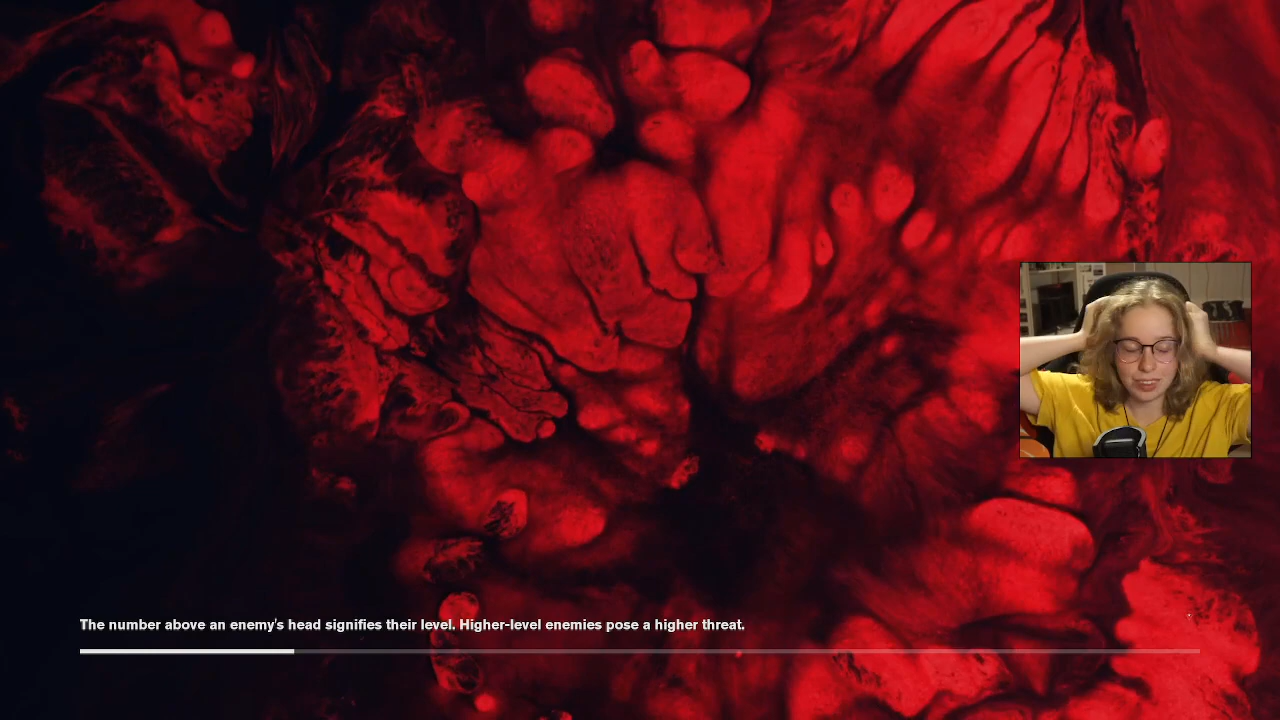 The number above an enemy's head signifies their level. Higher-level enemies pose a higher threat.